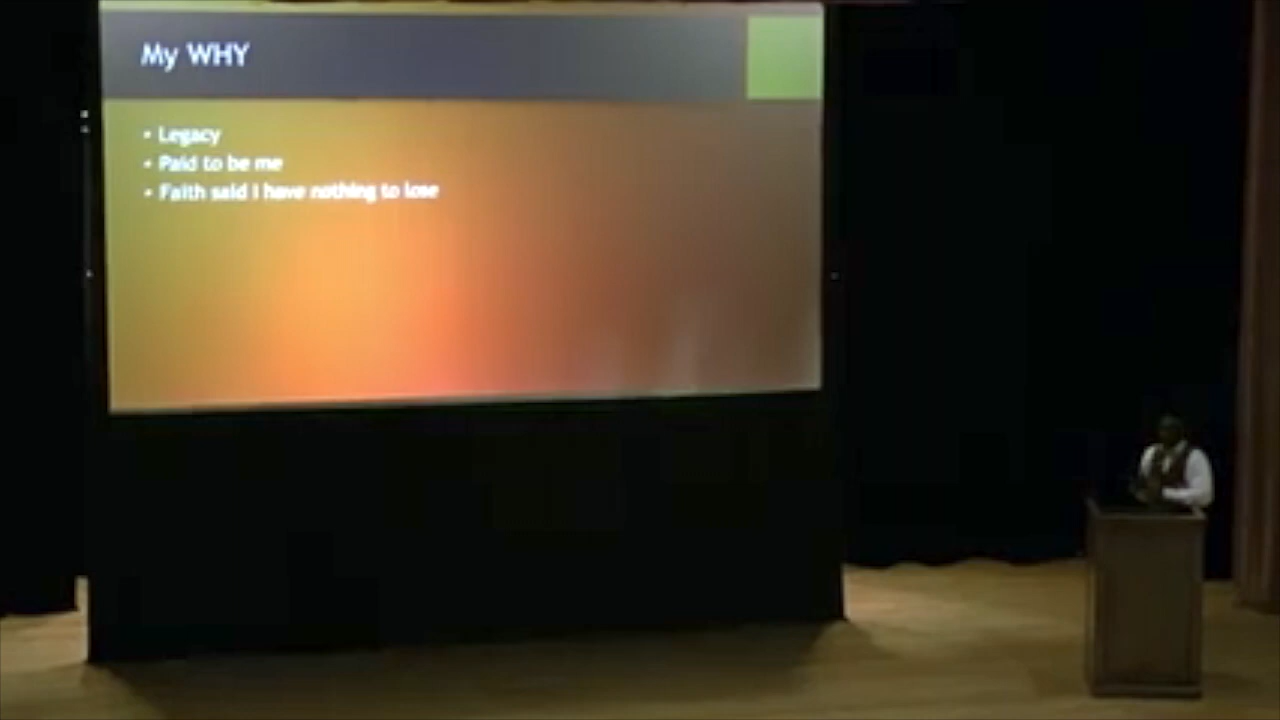 My WHY
• Legacy
• Paid to be me
• Faith said I have nothing to lose